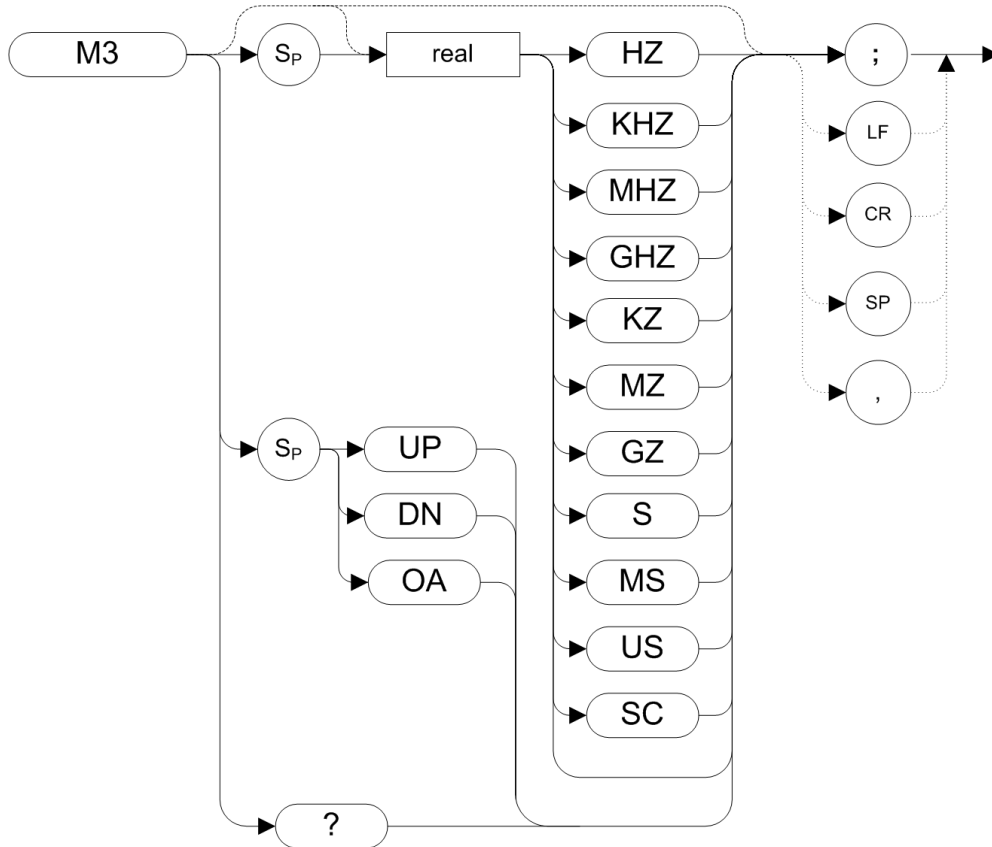 M3
SP
real
HZ
KHZ
MHZ
GHZ
KZ
MZ
GZ
S
MS
US
SC
SP
UP
DN
OA
?
;
LF
CR
SP
,